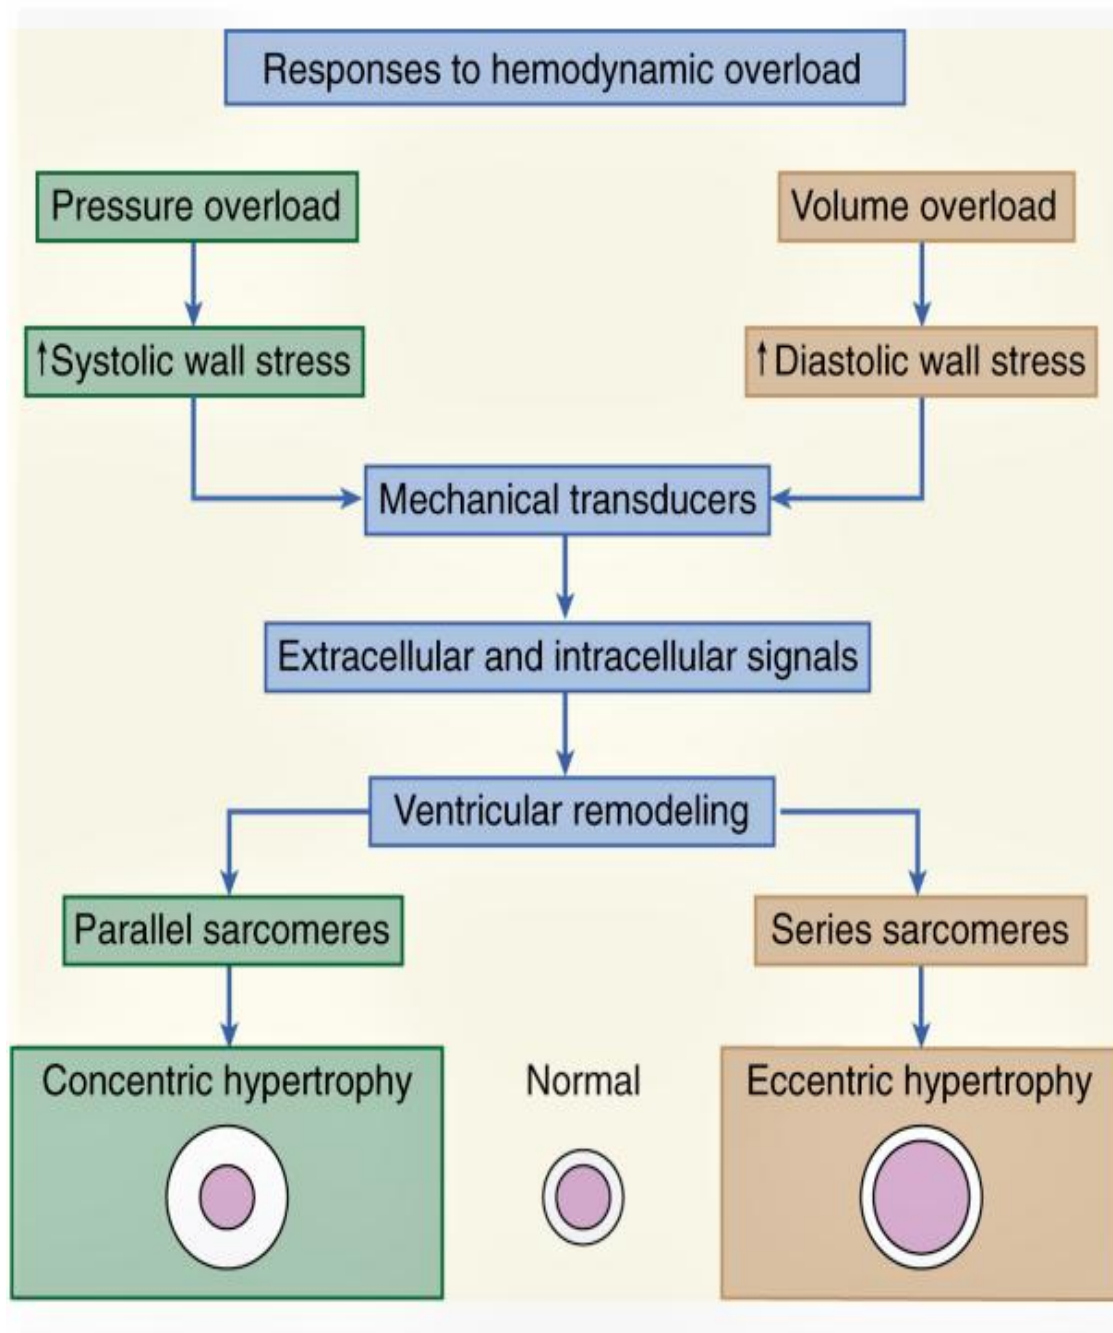 Responses to hemodynamic overload
Pressure overload
Volume overload
↑Systolic wall stress
↑Diastolic wall stress
Mechanical transducers
Extracellular and intracellular signals
Ventricular remodeling
Parallel sarcomeres
Series sarcomeres
Concentric hypertrophy
Normal
Eccentric hypertrophy